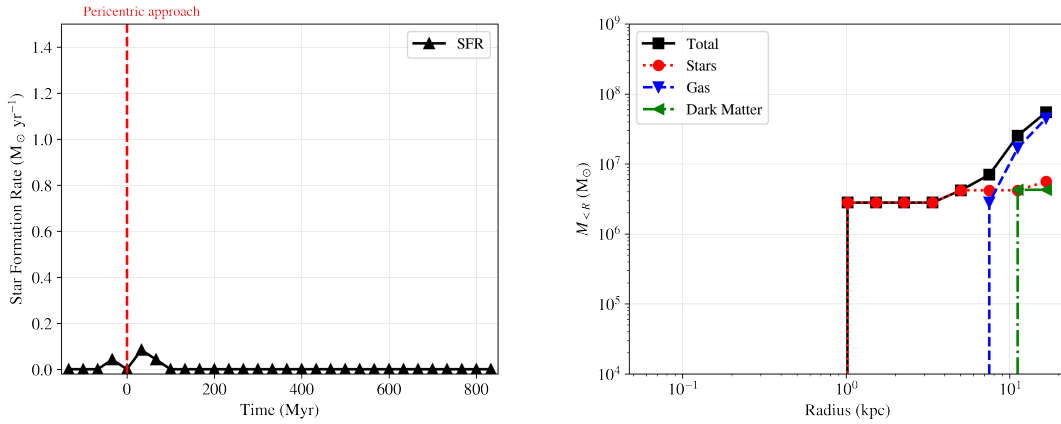 Pericentric approach
SFR
Star Formation Rate (M⊙ yr⁻¹)
1.4
1.2
1.0
0.8
0.6
0.4
0.2
0.0
0 200 400 600 800
Time (Myr)
Total
Stars
Gas
Dark Matter
M<R (M⊙)
10⁹
10⁸
10⁷
10⁶
10⁵
10⁴
10⁻¹ 10⁰ 10¹
Radius (kpc)